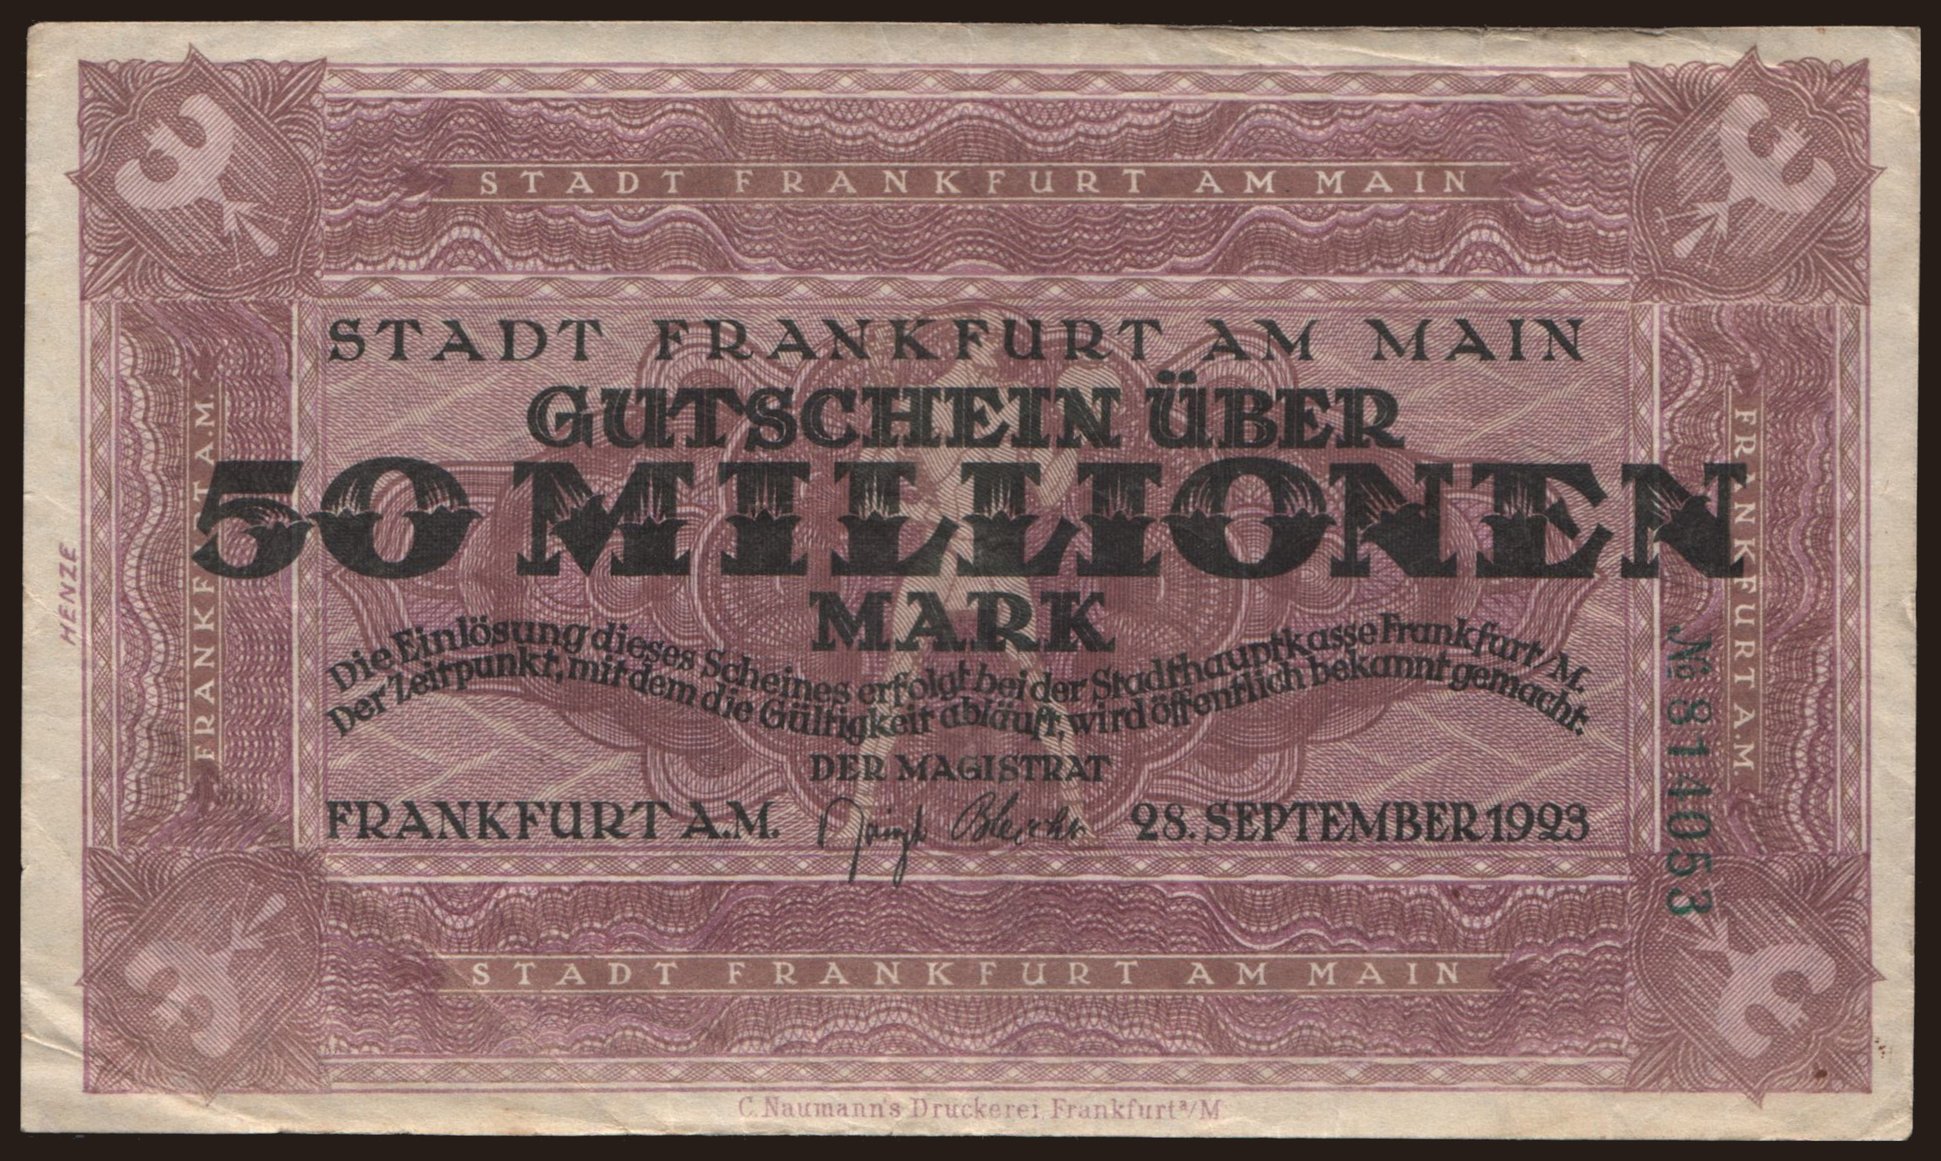 STADT FRANKFURT AM MAIN
STADT FRANKFURT AM MAIN
GUTSCHEIN ÜBER
50 MILLIONEN
MARK
Die Einlösung dieses Scheines erfolgt bei der Stadthauptkasse Frankfurt/M.
Der Zeitpunkt, mit dem die Gültigkeit abläuft, wird öffentlich bekannt gemacht.
DER MAGISTRAT
FRANKFURT A.M. 28. SEPTEMBER 1923
STADT FRANKFURT AM MAIN
C. Naumann's Druckerei, Frankfurt a/M
HENZE
FRANKFURT A.M.
FRANKFURT A.M.
№ 814053